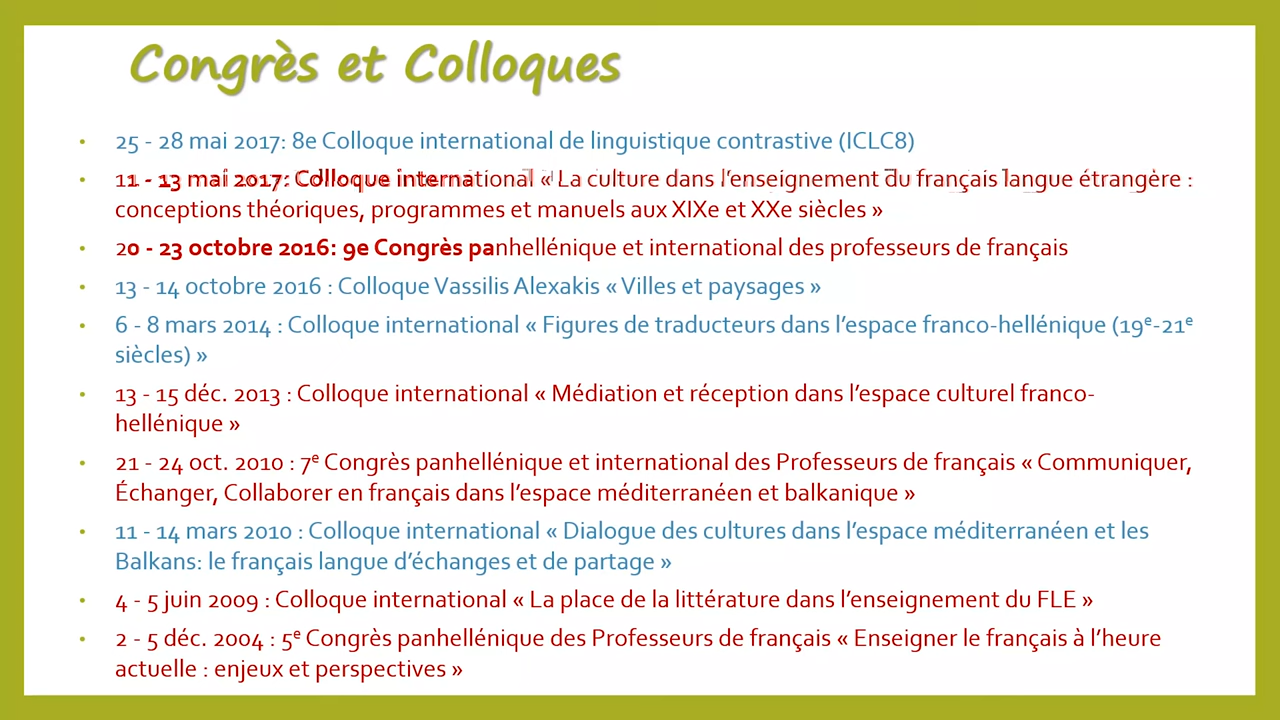 Congrès et Colloques
• 25 - 28 mai 2017: 8e Colloque international de linguistique contrastive (ICLC8)
• 11 - 13 mai 2017: Colloque international « La culture dans l'enseignement du français langue étrangère :
conceptions théoriques, programmes et manuels aux XIXe et XXe siècles »
• 20 - 23 octobre 2016: 9e Congrès panhellénique et international des professeurs de français
• 13 - 14 octobre 2016 : Colloque Vassilis Alexakis « Villes et paysages »
• 6 - 8 mars 2014 : Colloque international « Figures de traducteurs dans l'espace franco-hellénique (19e-21e
siècles) »
• 13 - 15 déc. 2013 : Colloque international « Médiation et réception dans l'espace culturel franco-
hellénique »
• 21 - 24 oct. 2010 : 7e Congrès panhellénique et international des Professeurs de français « Communiquer,
Échanger, Collaborer en français dans l'espace méditerranéen et balkanique »
• 11 - 14 mars 2010 : Colloque international « Dialogue des cultures dans l'espace méditerranéen et les
Balkans: le français langue d'échanges et de partage »
• 4 - 5 juin 2009 : Colloque international « La place de la littérature dans l'enseignement du FLE »
• 2 - 5 déc. 2004 : 5e Congrès panhellénique des Professeurs de français « Enseigner le français à l'heure
actuelle : enjeux et perspectives »